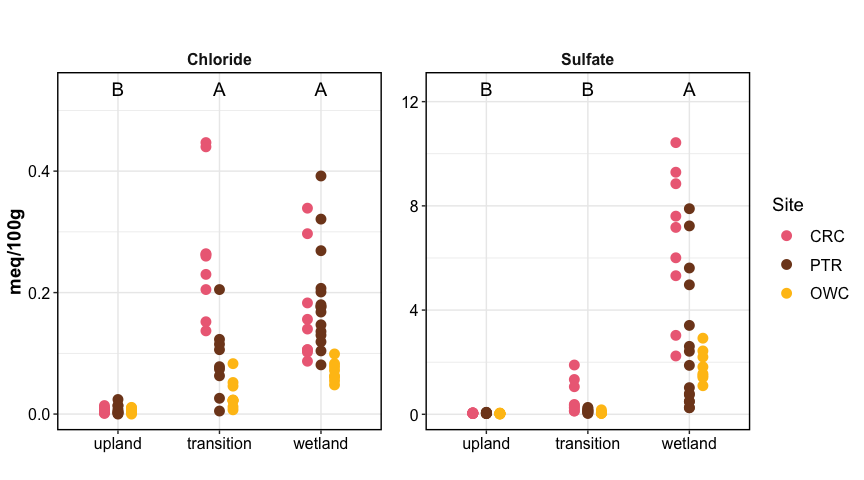 Chloride
Sulfate
B A A
B B A
meq/100g
0.4
0.2
0.0
12
8
4
0
upland transition wetland
upland transition wetland
Site
CRC
PTR
OWC